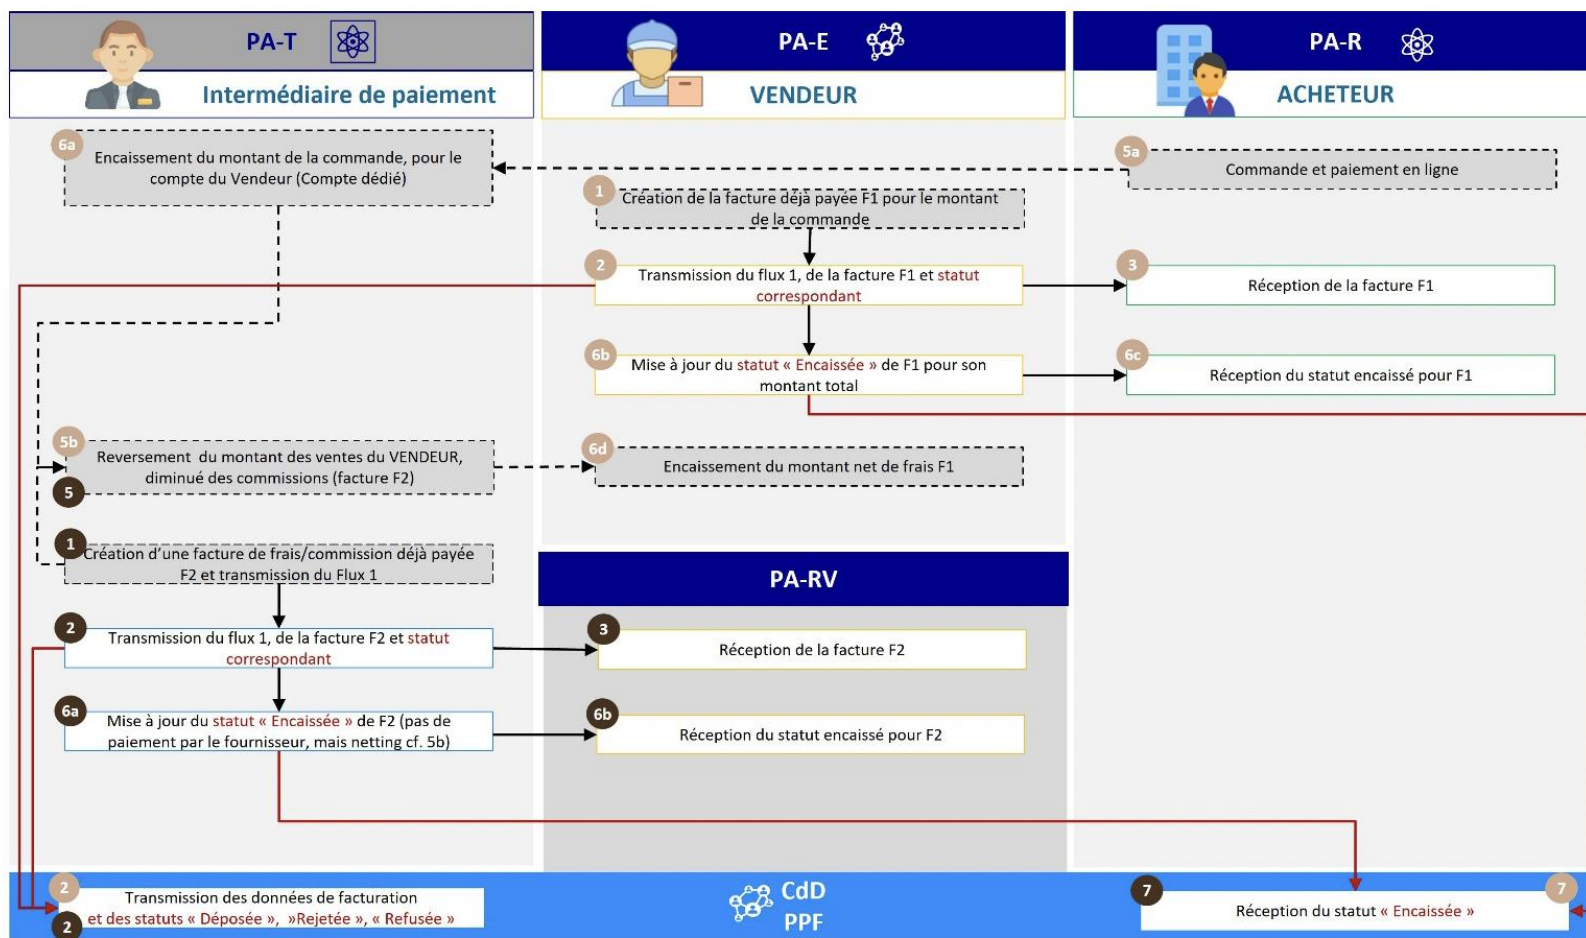 PA-T
PA-E
PA-R
Intermédiaire de paiement
VENDEUR
ACHETEUR
6a
Encaissement du montant de la commande, pour le
compte du Vendeur (Compte dédié)
5a
Commande et paiement en ligne
1
Création de la facture déjà payée F1 pour le montant
de la commande
2
Transmission du flux 1, de la facture F1 et statut
correspondant
3
Réception de la facture F1
6b
Mise à jour du statut « Encaissée » de F1 pour son
montant total
6c
Réception du statut encaissé pour F1
5b
Reversement du montant des ventes du VENDEUR,
diminué des commissions (facture F2)
5
6d
Encaissement du montant net de frais F1
1
Création d’une facture de frais/commission déjà payée
F2 et transmission du Flux 1
PA-RV
2
Transmission du flux 1, de la facture F2 et statut
correspondant
3
Réception de la facture F2
6a
Mise à jour du statut « Encaissée » de F2 (pas de
paiement par le fournisseur, mais netting cf. 5b)
6b
Réception du statut encaissé pour F2
2
Transmission des données de facturation
et des statuts « Déposée », »Rejetée », « Refusée »
2
CdD
PPF
7
Réception du statut « Encaissée »
7